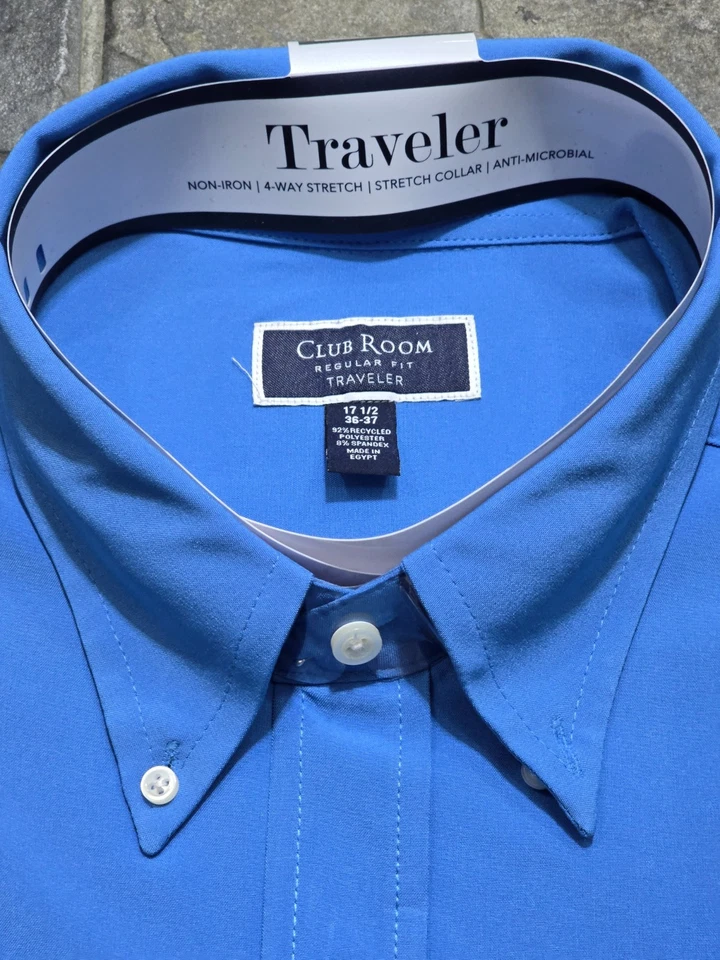 Traveler
NON-IRON | 4-WAY STRETCH | STRETCH COLLAR | ANTI-MICROBIAL
CLUB ROOM
REGULAR FIT
TRAVELER
17 1/2
36-37
92% RECYCLED
POLYESTER
8% SPANDEX
MADE IN
EGYPT